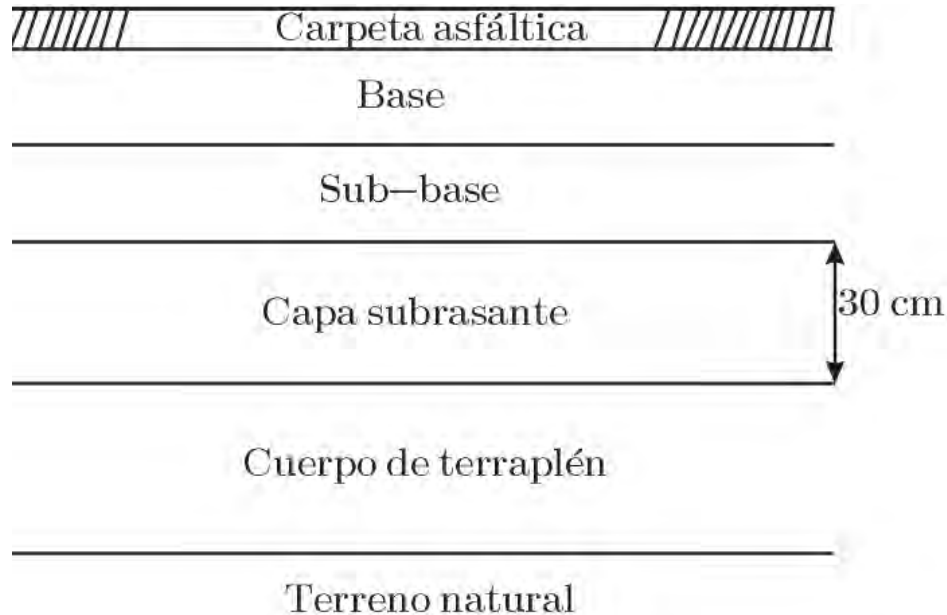 Carpeta asfáltica
Base
Sub–base
Capa subrasante
30 cm
Cuerpo de terraplén
Terreno natural